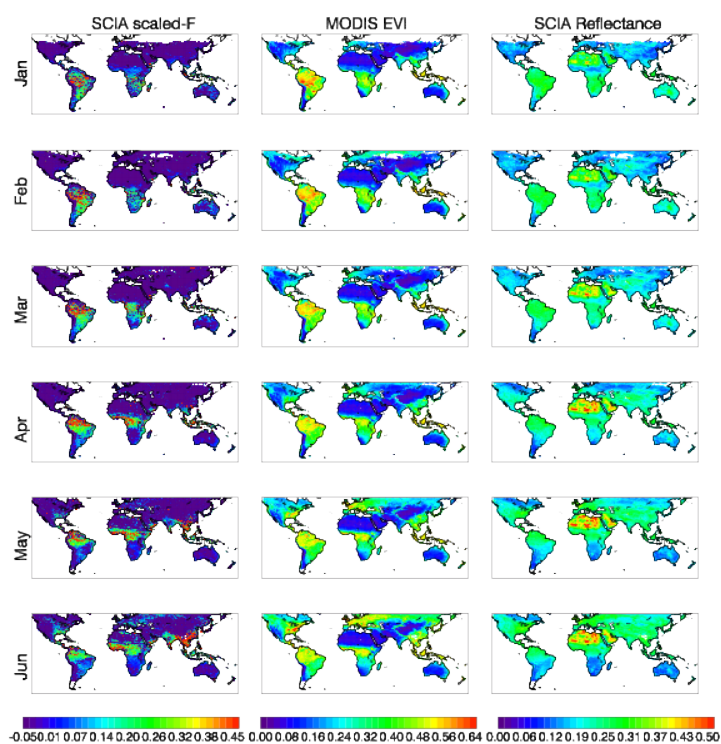 SCIA scaled-F MODIS EVI SCIA Reflectance
Jan
Feb
Mar
Apr
May
Jun
-0.050.01 0.07 0.14 0.20 0.26 0.32 0.38 0.45 0.00 0.08 0.16 0.24 0.32 0.40 0.48 0.56 0.64 0.00 0.06 0.12 0.19 0.25 0.31 0.37 0.43 0.50